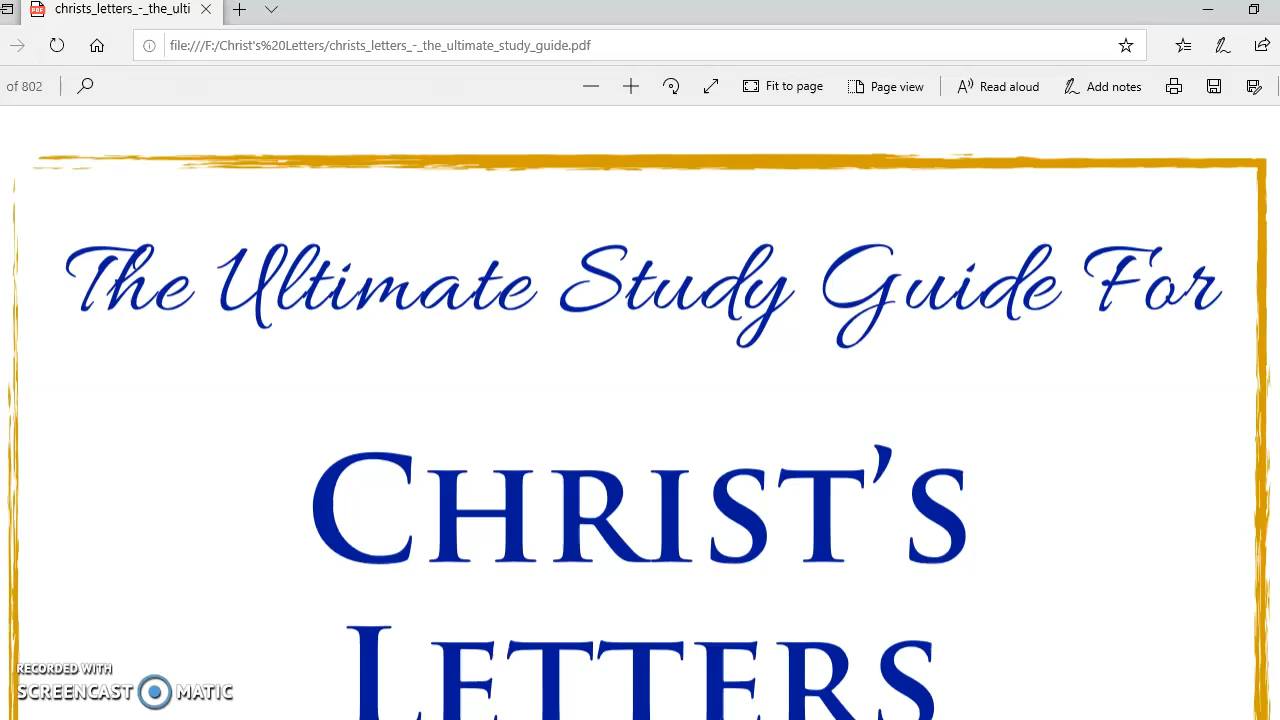 christs_letters_-_the_ulti
file:///F:/Christ's%20Letters/christs_letters_-_the_ultimate_study_guide.pdf
of 802 Fit to page Page view Read aloud Add notes
The Ultimate Study Guide For
CHRIST'S
LETTERS
RECORDED WITH
SCREENCAST MATIC